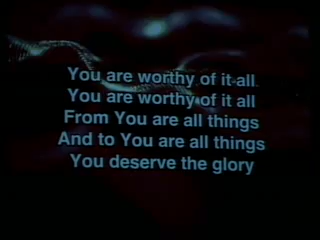 You are worthy of it all
You are worthy of it all
From You are all things
And to You are all things
You deserve the glory